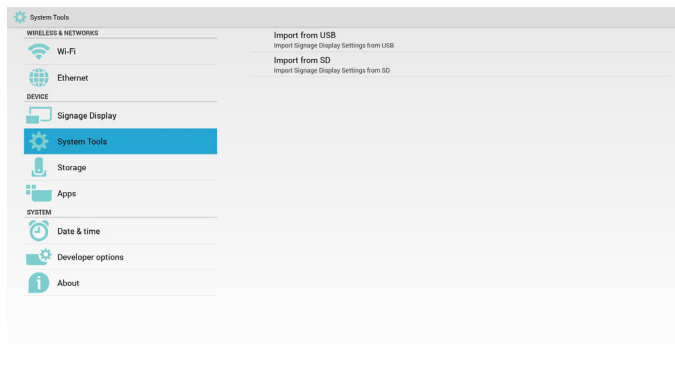 System Tools
WIRELESS & NETWORKS
Wi-Fi
Ethernet
DEVICE
Signage Display
System Tools
Storage
Apps
SYSTEM
Date & time
Developer options
About
Import from USB
Import Signage Display Settings from USB
Import from SD
Import Signage Display Settings from SD